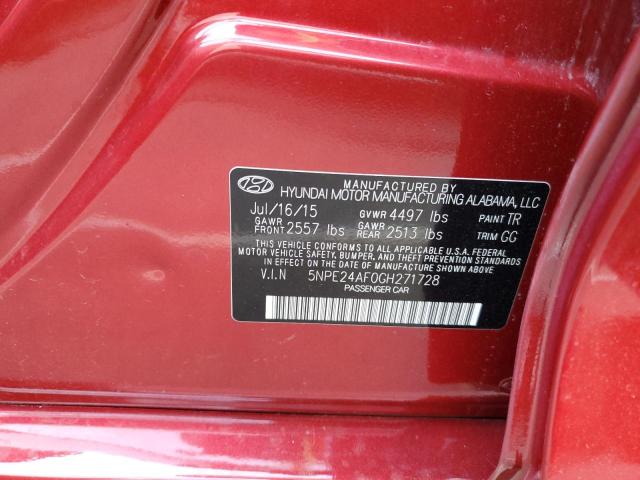 MANUFACTURED BY
HYUNDAI MOTOR MANUFACTURING ALABAMA, LLC
Jul/16/15 GVWR 4497 lbs PAINT TR
GAWR FRONT 2557 lbs GAWR REAR 2513 lbs TRIM GG
THIS VEHICLE CONFORMS TO ALL APPLICABLE U.S.A FEDERAL
MOTOR VEHICLE SAFETY, BUMPER, AND THEFT PREVENTION
STANDARDS IN EFFECT ON THE DATE OF MANUFACTURE SHOWN ABOVE.
V.I.N 5NPE24AF0GH271728
PASSENGER CAR